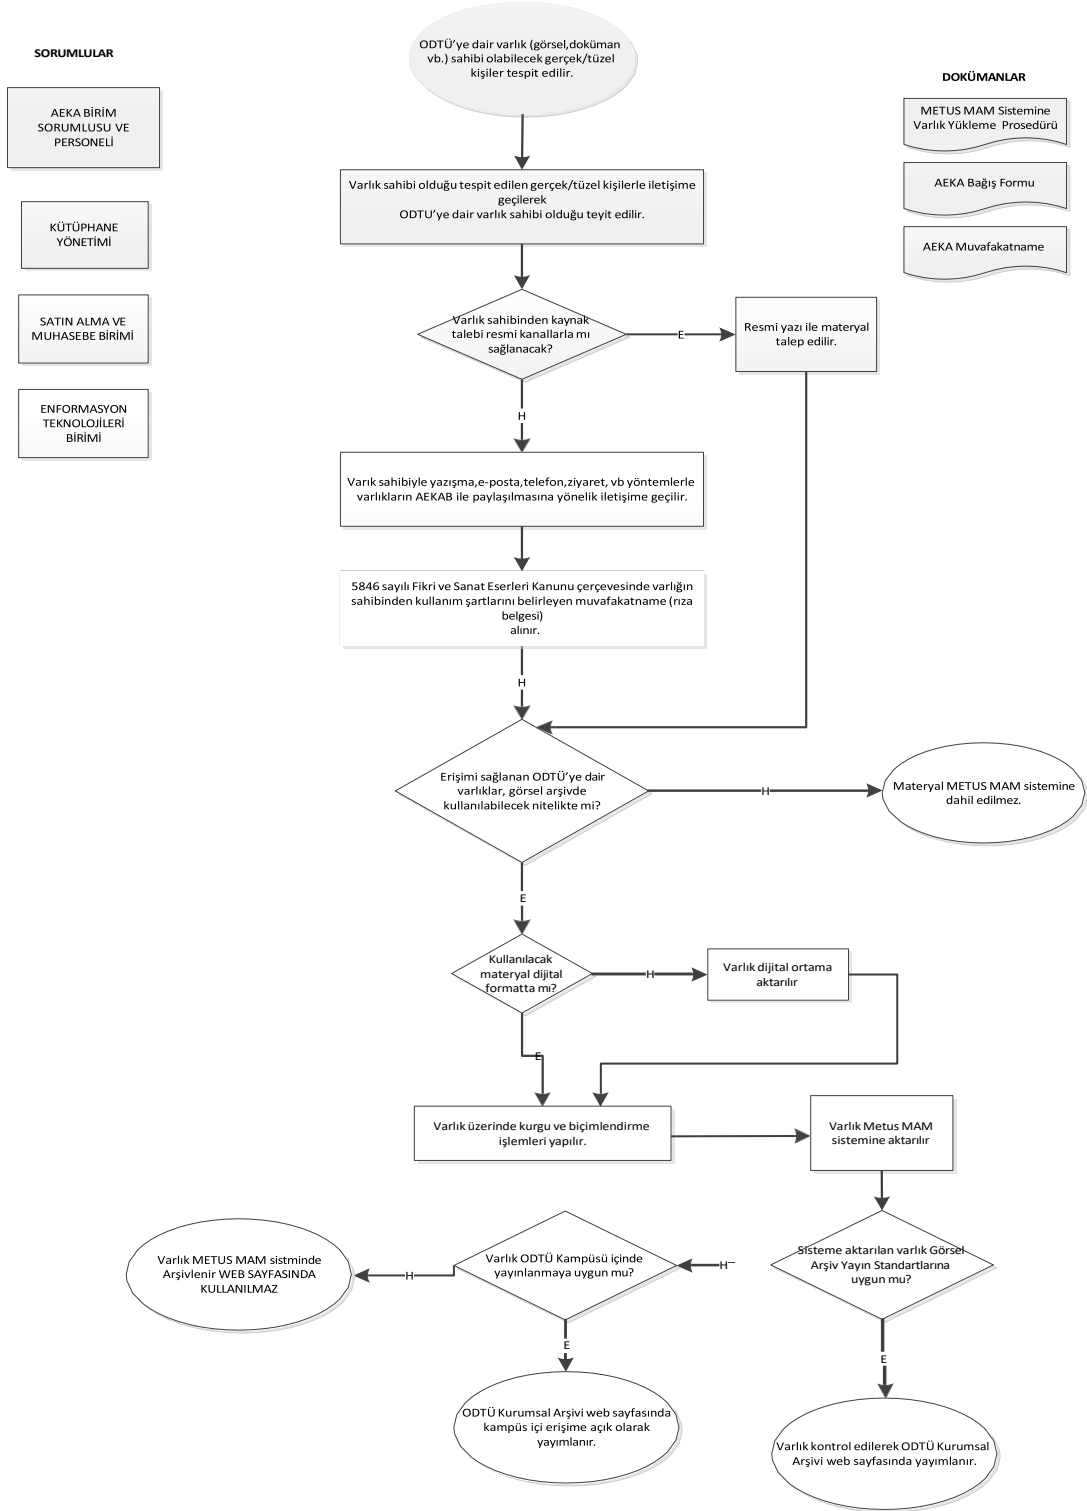 SORUMLULAR
AEKA BİRİM
SORUMLUSU VE
PERSONELİ
KÜTÜPHANE
YÖNETİMİ
SATIN ALMA VE
MUHASEBE BİRİMİ
ENFORMASYON
TEKNOLOJİLERİ
BİRİMİ
DOKÜMANLAR
METUS MAM Sistemine
Varlık Yükleme Prosedürü
AEKA Bağış Formu
AEKA Muvafakatname
ODTÜ’ye dair varlık (görsel,doküman
vb.) sahibi olabilecek gerçek/tüzel
kişiler tespit edilir.
Varlık sahibi olduğu tespit edilen gerçek/tüzel kişilerle iletişime
geçilerek
ODTU’ye dair varlık sahibi olduğu teyit edilir.
Varlık sahibinden kaynak
talebi resmi kanallarla mı
sağlanacak?
E
Resmi yazı ile materyal
talep edilir.
H
Varık sahibiyle yazışma,e-posta,telefon,ziyaret, vb yöntemlerle
varlıkların AEKAB ile paylaşılmasına yönelik iletişime geçilir.
5846 sayılı Fikri ve Sanat Eserleri Kanunu çerçevesinde varlığın
sahibinden kullanım şartlarını belirleyen muvafakatname (rıza
belgesi)
alınır.
H
Erişimi sağlanan ODTÜ’ye dair
varlıklar, görsel arşivde
kullanılabilecek nitelikte mi?
H
Materyal METUS MAM sistemine
dahil edilmez.
E
Kullanılacak
materyal dijital
formatta mı?
H
Varlık dijital ortama
aktarılır
E
Varlık üzerinde kurgu ve biçimlendirme
işlemleri yapılır.
Varlık Metus MAM
sistemine aktarılır
Sisteme aktarılan varlık Görsel
Arşiv Yayın Standartlarına
uygun mu?
H
Varlık ODTÜ Kampüsü içinde
yayınlanmaya uygun mu?
H
Varlık METUS MAM sistminde
Arşivlenir WEB SAYFASINDA
KULLANILMAZ
E
ODTÜ Kurumsal Arşivi web sayfasında
kampüs içi erişime açık olarak
yayımlanır.
E
Varlık kontrol edilerek ODTÜ Kurumsal
Arşivi web sayfasında yayımlanır.